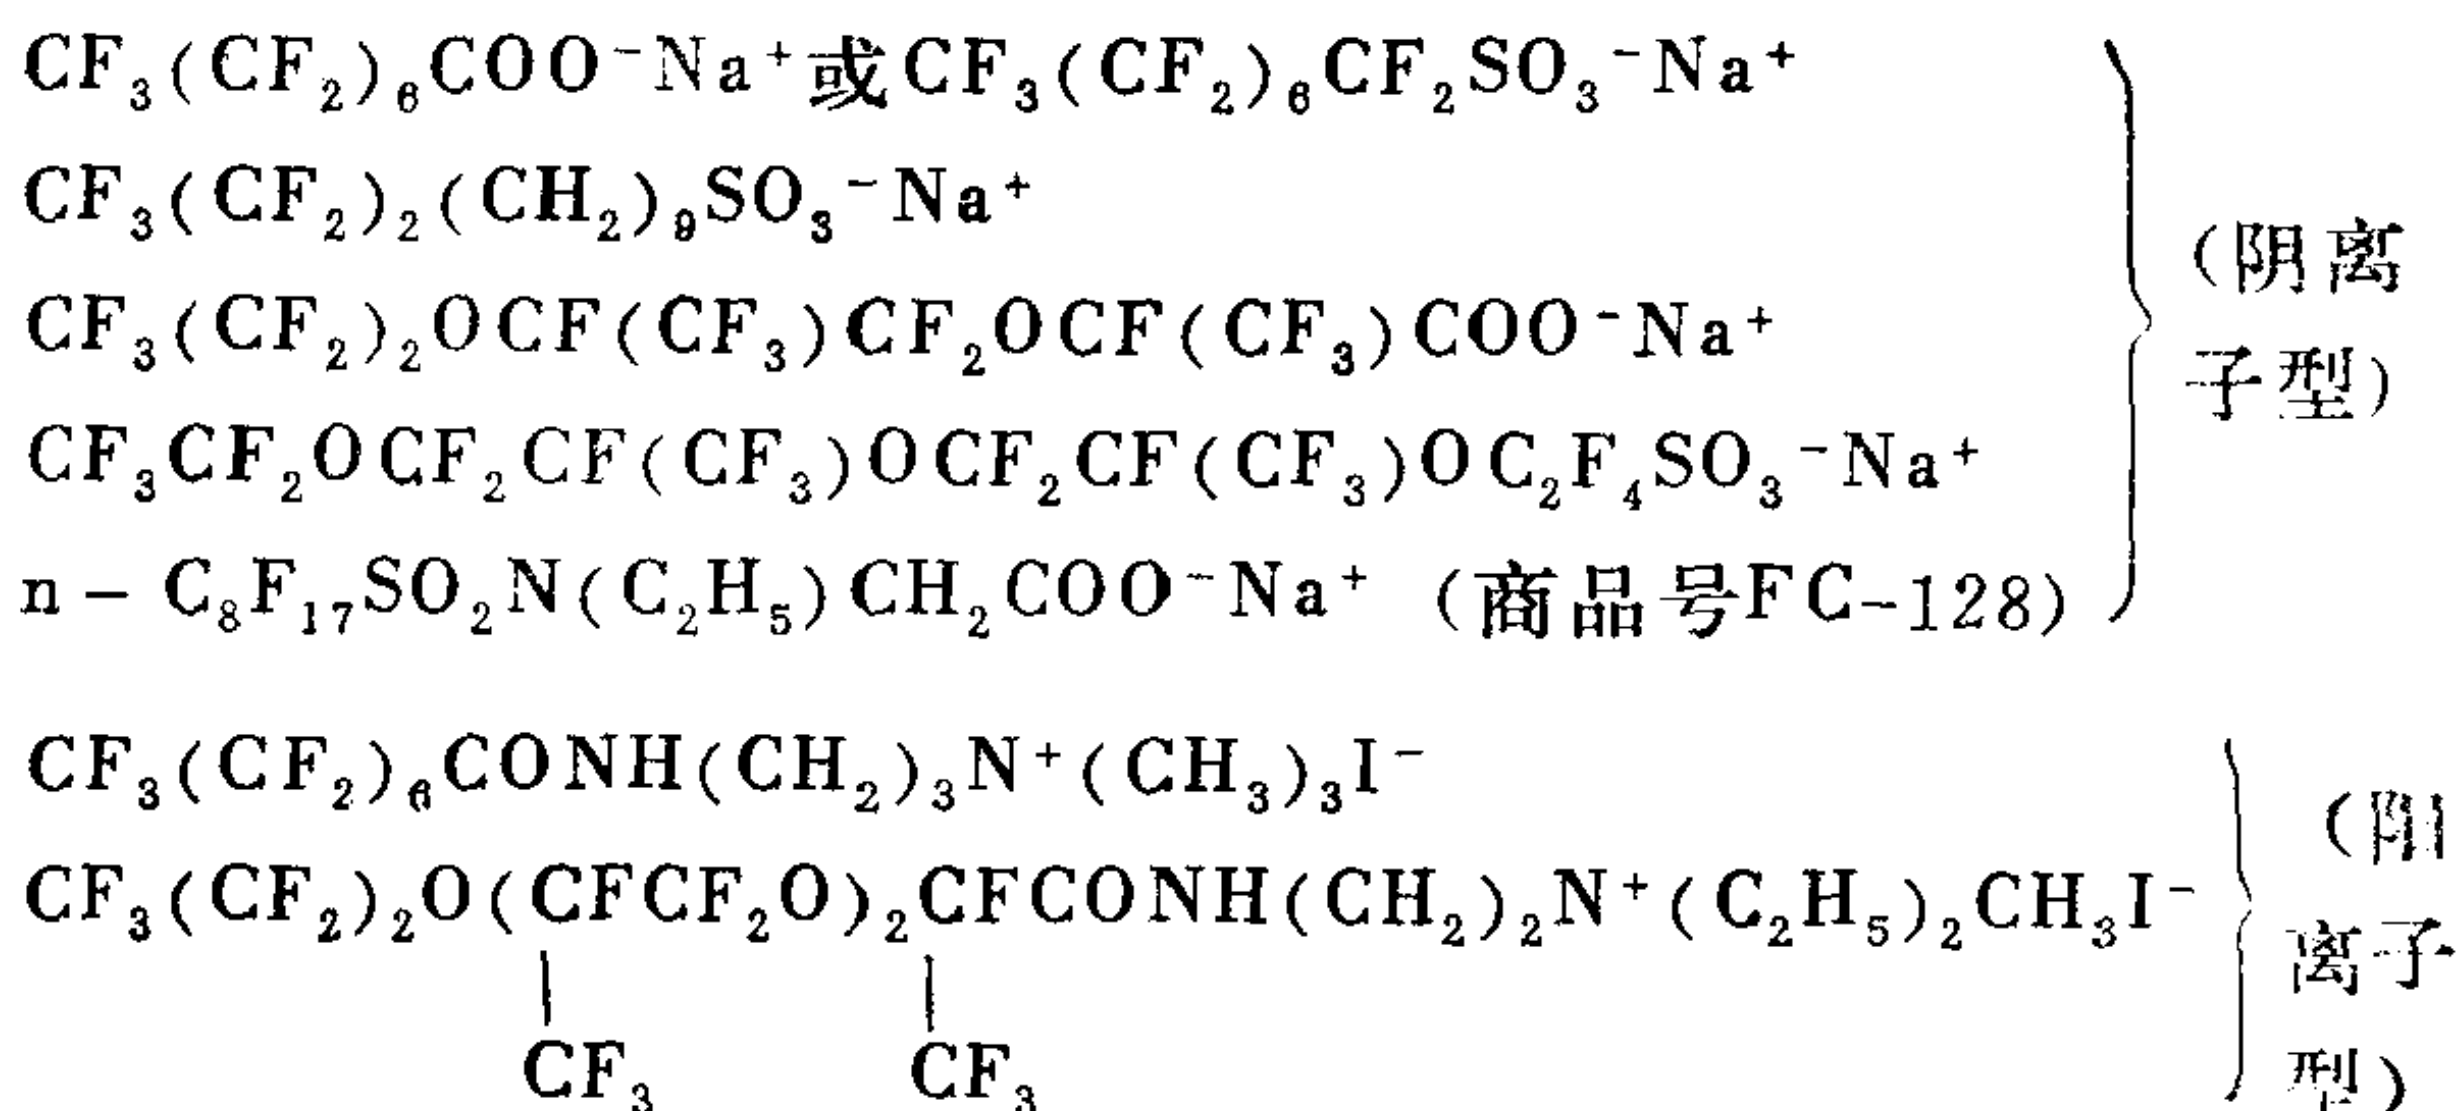 CF₃(CF₂)₆COO⁻Na⁺或CF₃(CF₂)₆CF₂SO₃⁻Na⁺
CF₃(CF₂)₂(CH₂)₉SO₃⁻Na⁺
CF₃(CF₂)₂OCF(CF₃)CF₂OCF(CF₃)COO⁻Na⁺
CF₃CF₂OCF₂CF(CF₃)OCF₂CF(CF₃)OC₂F₄SO₃⁻Na⁺
n-C₈F₁₇SO₂N(C₂H₅)CH₂COO⁻Na⁺ (商品号FC-128)
(阴离
子型)
CF₃(CF₂)₆CONH(CH₂)₃N⁺(CH₃)₃I⁻
CF₃(CF₂)₂O(CFCF₂O)₂CFCONH(CH₂)₂N⁺(C₂H₅)₂CH₃I⁻
CF₃ CF₃
(阳
离子
型)